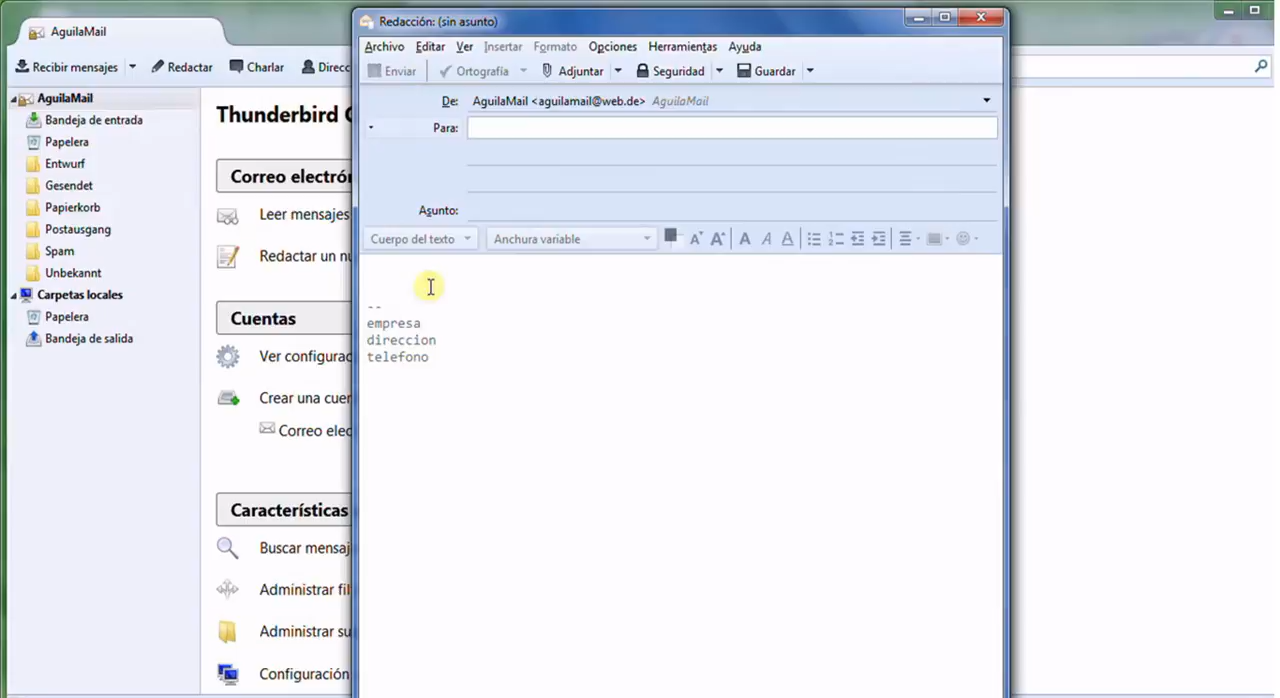 AguilaMail
Recibir mensajes
Redactar
Charlar
Direcc
AguilaMail
Bandeja de entrada
Papelera
Entwurf
Gesendet
Papierkorb
Postausgang
Spam
Unbekannt
Carpetas locales
Papelera
Bandeja de salida
Thunderbird
Correo electrón
Leer mensajes
Redactar un nu
Cuentas
Ver configurac
Crear una cuen
Correo elec
Características
Buscar mensaj
Administrar fil
Administrar su
Configuración
Redacción: (sin asunto)
Archivo Editar Ver Insertar Formato Opciones Herramientas Ayuda
Enviar Ortografía Adjuntar Seguridad Guardar
De: AguilaMail <aguilamail@web.de> AguilaMail
Para:
Asunto:
Cuerpo del texto Anchura variable
--
empresa
direccion
telefono